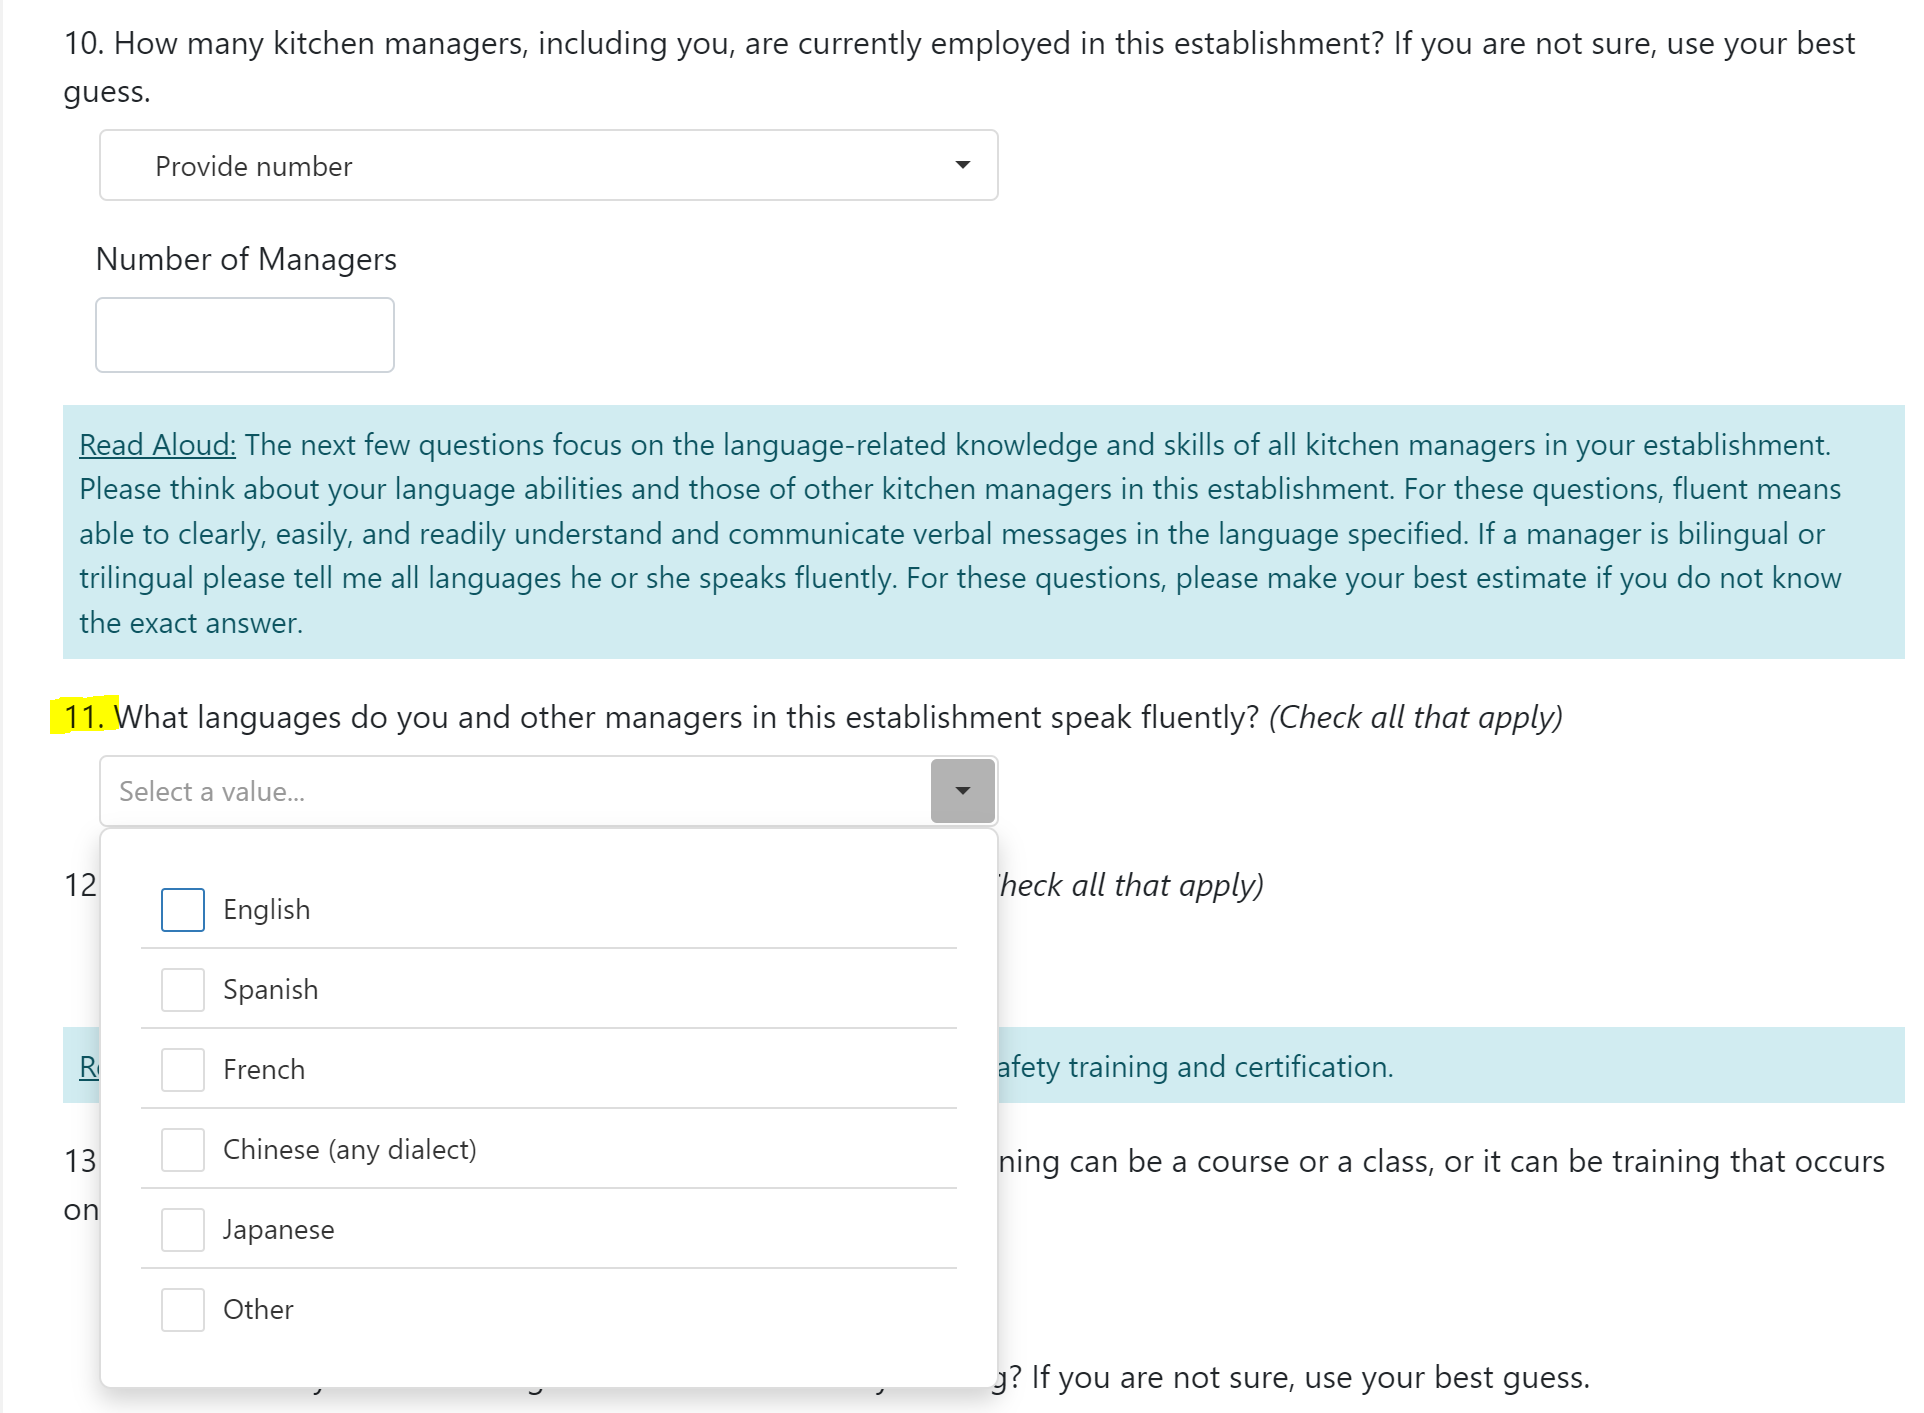 10. How many kitchen managers, including you, are currently employed in this establishment? If you are not sure, use your best
guess.
Provide number
Number of Managers
Read Aloud: The next few questions focus on the language-related knowledge and skills of all kitchen managers in your establishment.
Please think about your language abilities and those of other kitchen managers in this establishment. For these questions, fluent means
able to clearly, easily, and readily understand and communicate verbal messages in the language specified. If a manager is bilingual or
trilingual please tell me all languages he or she speaks fluently. For these questions, please make your best estimate if you do not know
the exact answer.
11. What languages do you and other managers in this establishment speak fluently? (Check all that apply)
Select a value...
12
heck all that apply)
English
Spanish
French
afety training and certification.
Chinese (any dialect)
13
ning can be a course or a class, or it can be training that occurs
on
Japanese
Other
? If you are not sure, use your best guess.